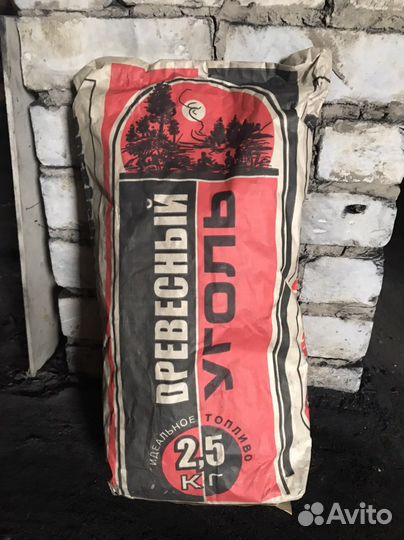 ДРЕВЕСНЫЙ
УГОЛЬ
ИДЕАЛЬНОЕ ТОПЛИВО
2,5
КГ
Avito